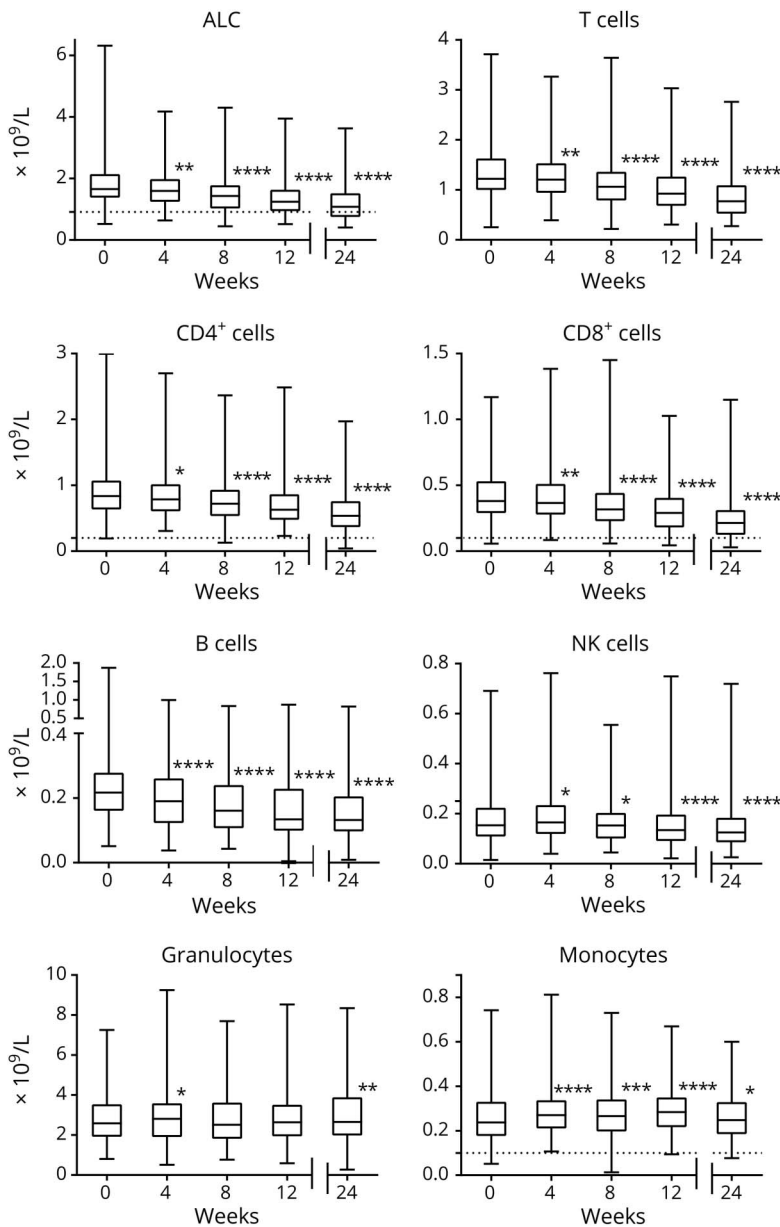 ALC
× 10⁹/L
6
4
2
0
**
****
****
****
0 4 8 12 24
Weeks
T cells
4
3
2
1
0
**
****
****
****
0 4 8 12 24
Weeks
CD4⁺ cells
× 10⁹/L
3
2
1
0
*
****
****
****
0 4 8 12 24
Weeks
CD8⁺ cells
1.5
1.0
0.5
0.0
**
****
****
****
0 4 8 12 24
Weeks
B cells
× 10⁹/L
2.0
1.5
1.0
0.5
0.4
0.2
0.0
****
****
****
****
0 4 8 12 24
Weeks
NK cells
0.8
0.6
0.4
0.2
0.0
*
*
****
****
0 4 8 12 24
Weeks
Granulocytes
× 10⁹/L
10
8
6
4
2
0
*
**
0 4 8 12 24
Weeks
Monocytes
0.8
0.6
0.4
0.2
0.0
****
***
****
*
0 4 8 12 24
Weeks